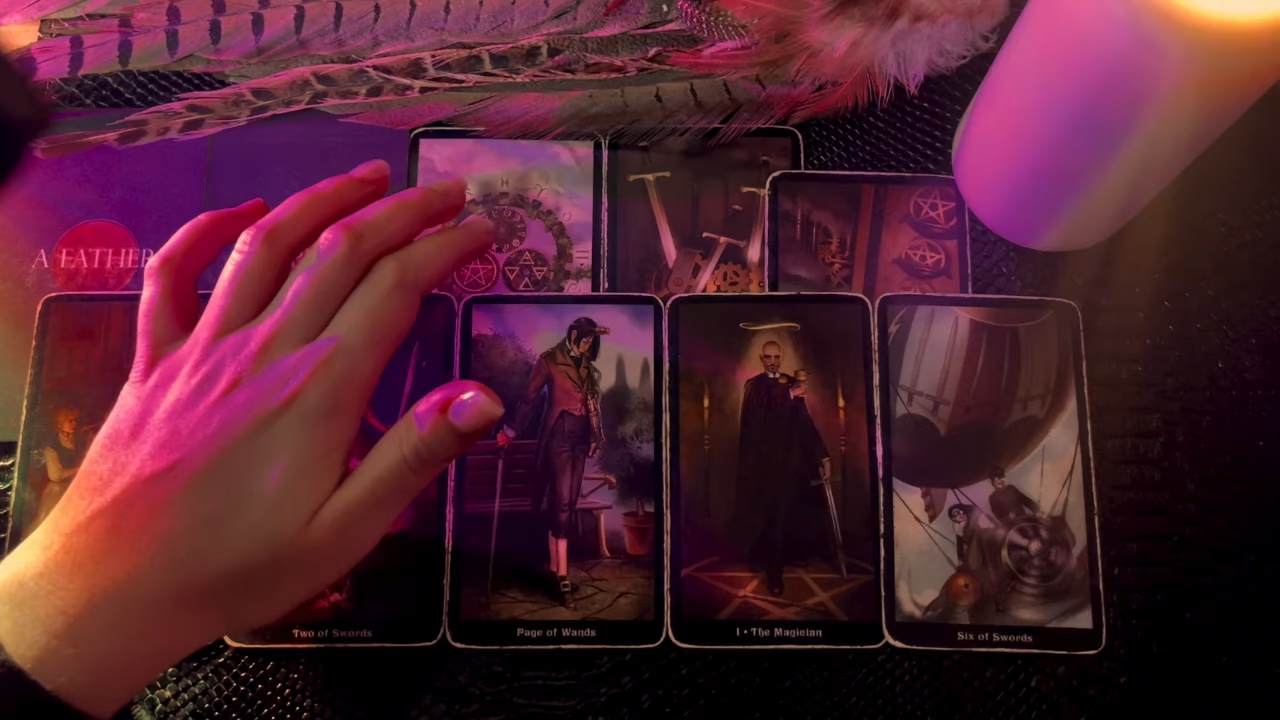 A FATHER
Two of Swords
Page of Wands
I • The Magician
Six of Swords